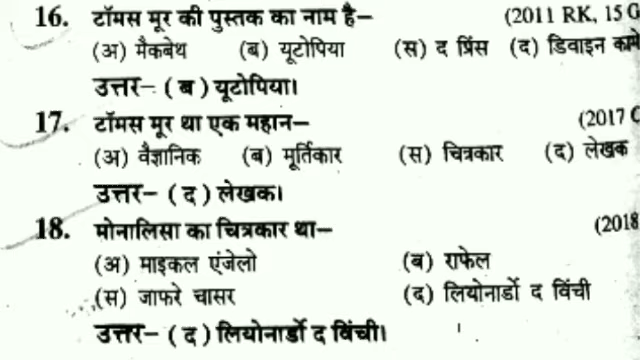 16. टॉमस मूर की पुस्तक का नाम है– (2011 RK, 15 G
(अ) मैकबेथ (ब) यूटोपिया (स) द प्रिंस (द) डिवाइन कामे
उत्तर– ( ब ) यूटोपिया।
17. टॉमस मूर था एक महान– (2017
(अ) वैज्ञानिक (ब) मूर्तिकार (स) चित्रकार (द) लेखक
उत्तर– ( द ) लेखक।
18. मोनालिसा का चित्रकार था– (2018
(अ) माइकल एंजेलो (ब) राफेल
(स) जाफरे चासर (द) लियोनार्डो द विंची
उत्तर– ( द ) लियोनार्डो द विंची।